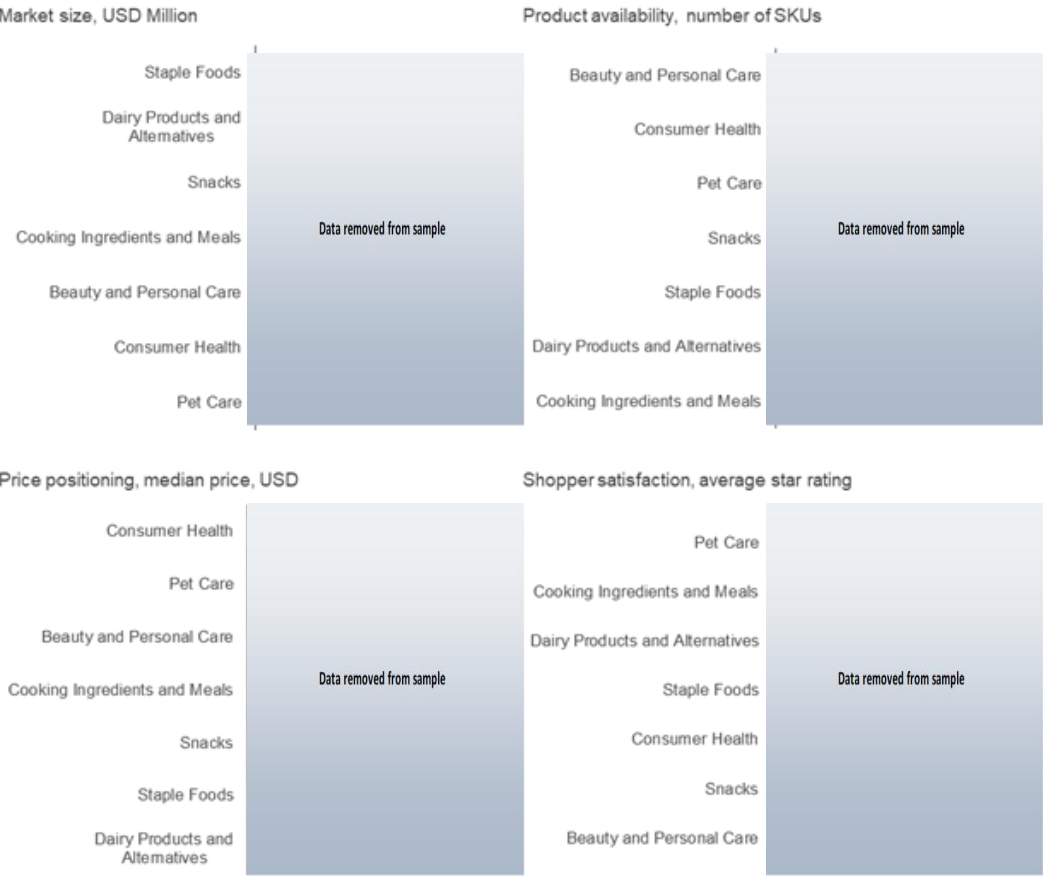 Market size, USD Million
Staple Foods
Dairy Products and
Alternatives
Snacks
Cooking Ingredients and Meals
Beauty and Personal Care
Consumer Health
Pet Care
Data removed from sample
Product availability, number of SKUs
Beauty and Personal Care
Consumer Health
Pet Care
Snacks
Staple Foods
Dairy Products and Alternatives
Cooking Ingredients and Meals
Data removed from sample
Price positioning, median price, USD
Consumer Health
Pet Care
Beauty and Personal Care
Cooking Ingredients and Meals
Snacks
Staple Foods
Dairy Products and
Alternatives
Data removed from sample
Shopper satisfaction, average star rating
Pet Care
Cooking Ingredients and Meals
Dairy Products and Alternatives
Staple Foods
Consumer Health
Snacks
Beauty and Personal Care
Data removed from sample